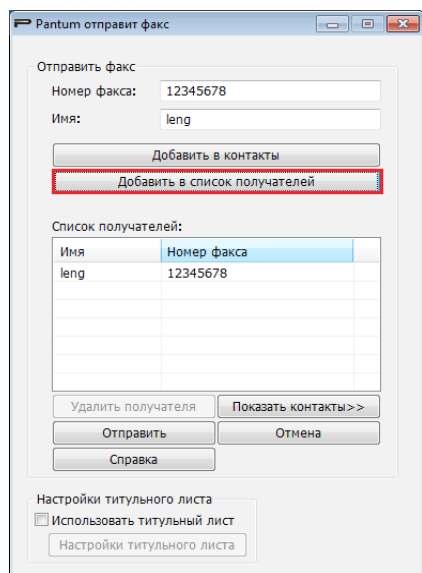 Pantum отправит факс
Отправить факс
Номер факса: 12345678
Имя: leng
Добавить в контакты
Добавить в список получателей
Список получателей:
Имя Номер факса
leng 12345678
Удалить получателя Показать контакты>>
Отправить Отмена
Справка
Настройки титульного листа
Использовать титульный лист
Настройки титульного листа